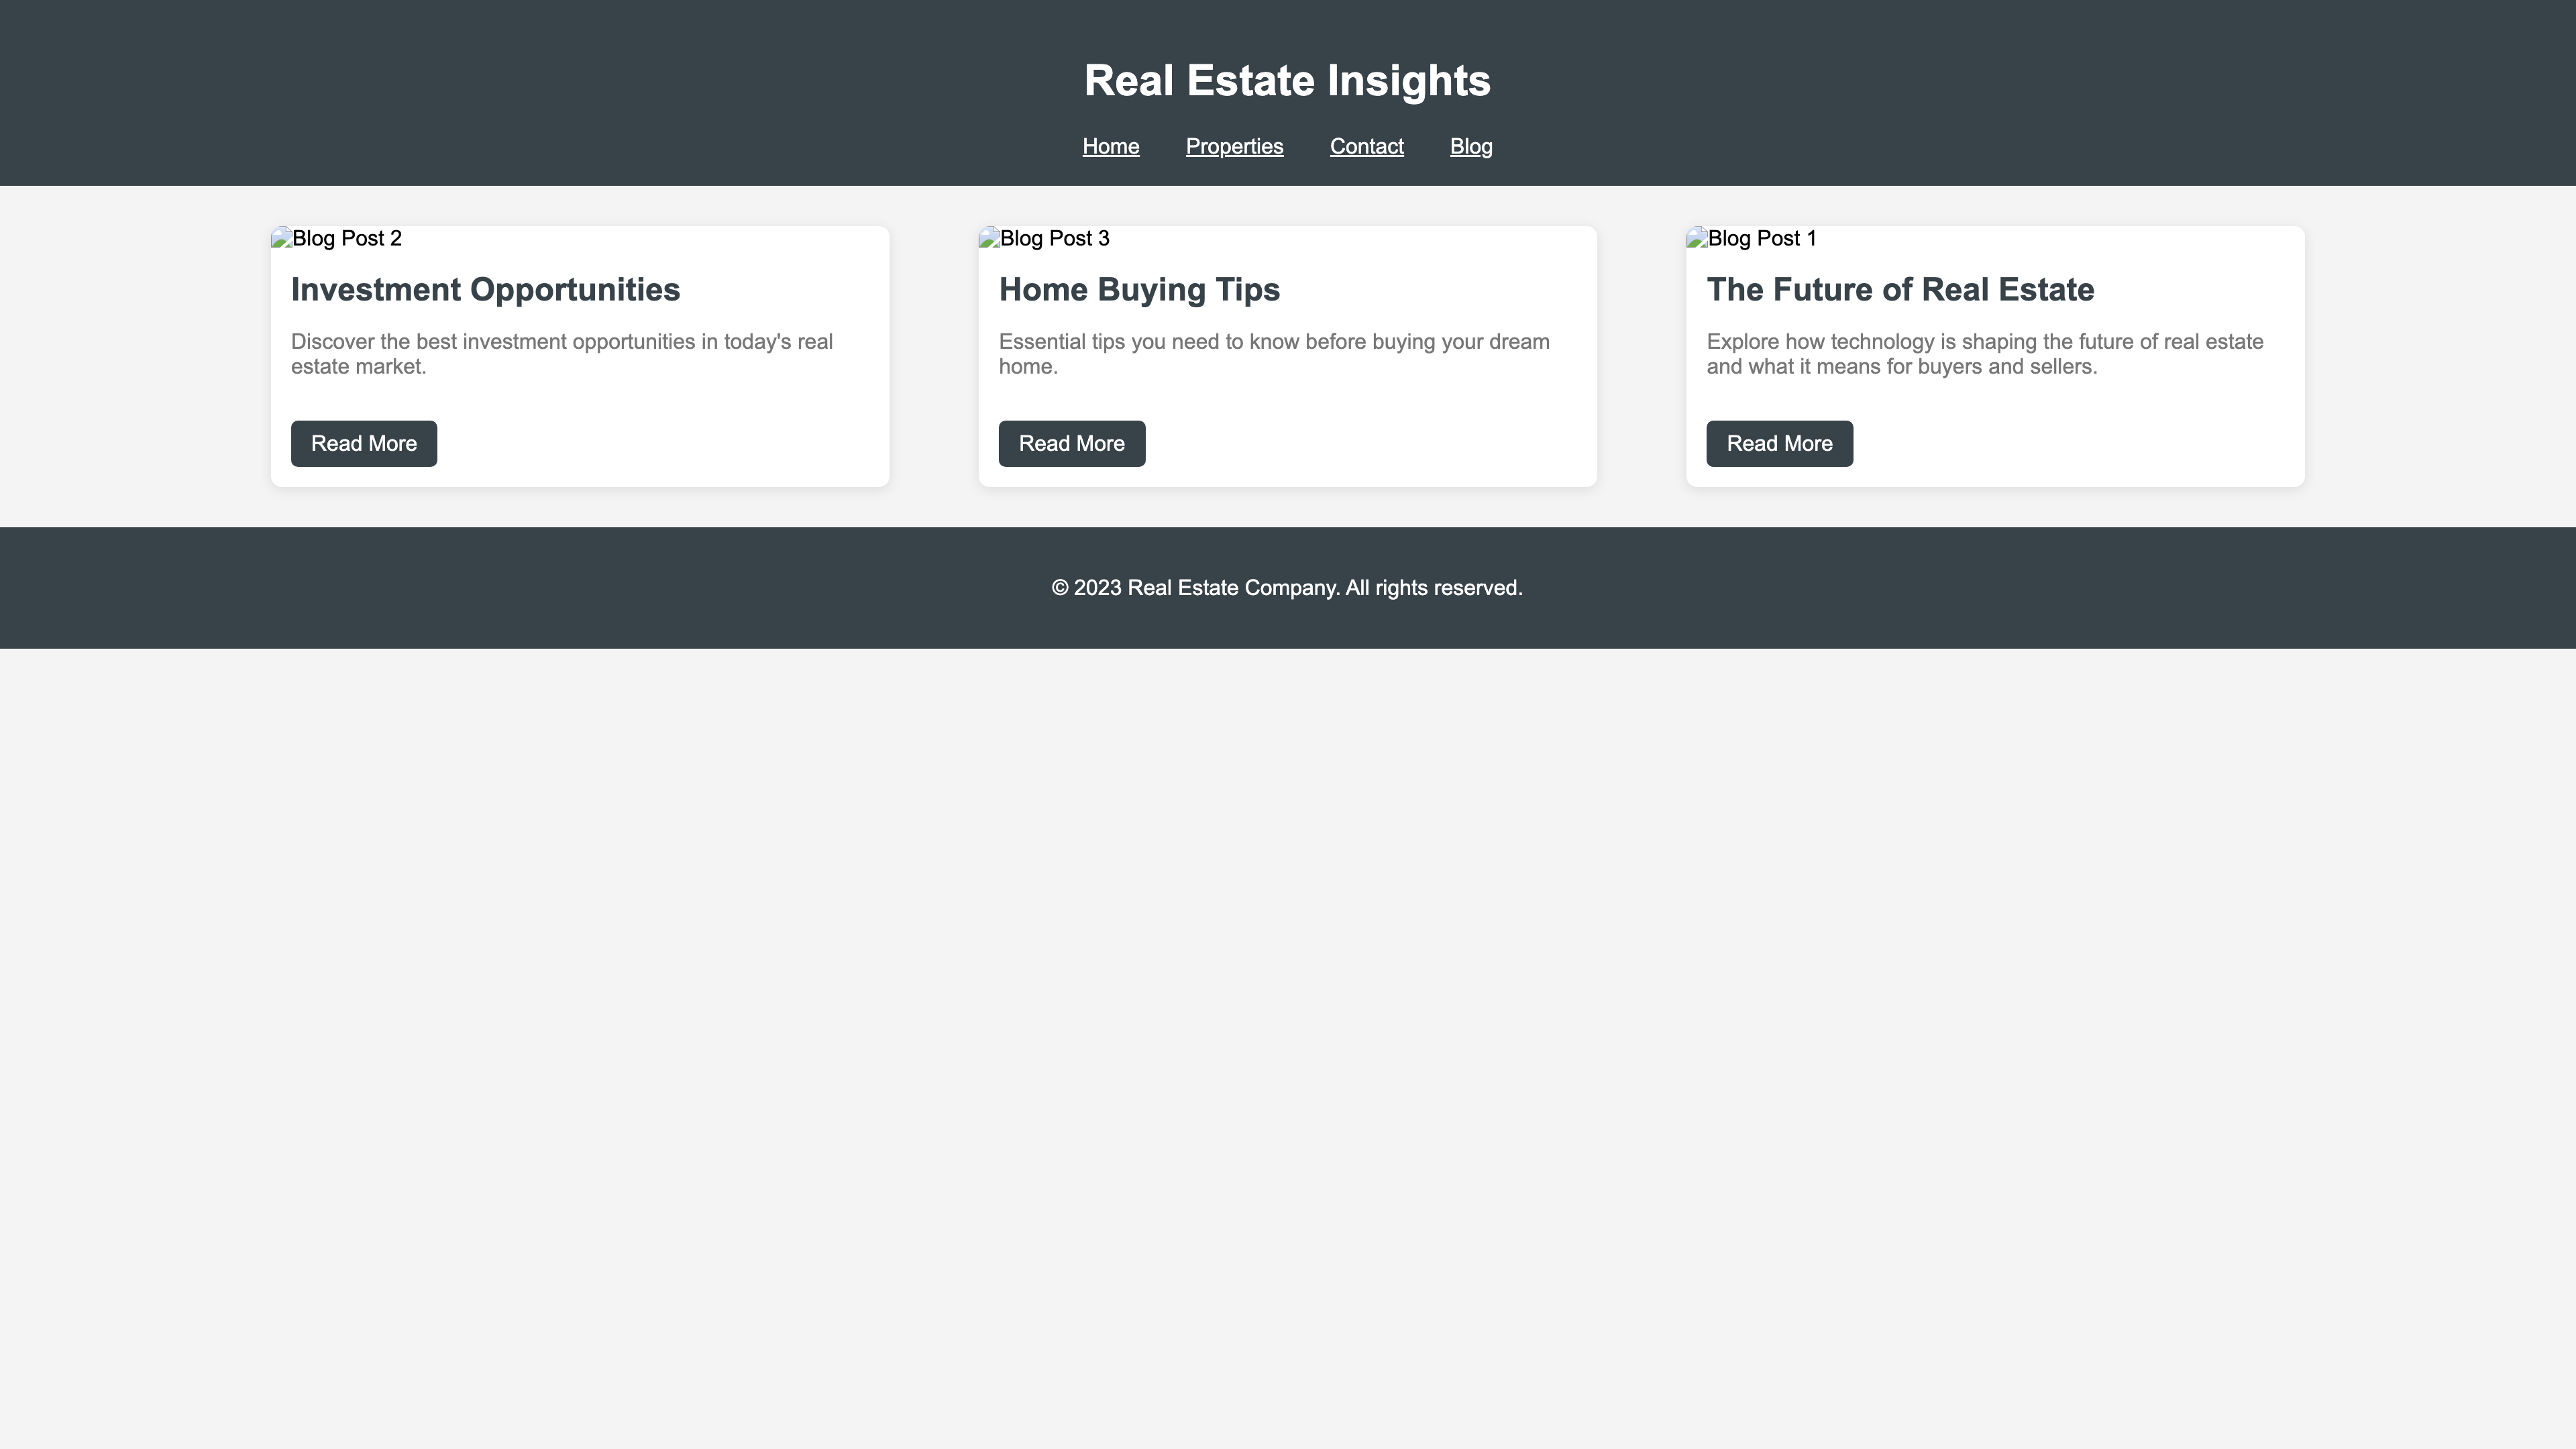 Real Estate Insights
Home Properties Contact Blog
Blog Post 2
Investment Opportunities
Discover the best investment opportunities in today's real
estate market.
Read More
Blog Post 3
Home Buying Tips
Essential tips you need to know before buying your dream
home.
Read More
Blog Post 1
The Future of Real Estate
Explore how technology is shaping the future of real estate
and what it means for buyers and sellers.
Read More
© 2023 Real Estate Company. All rights reserved.